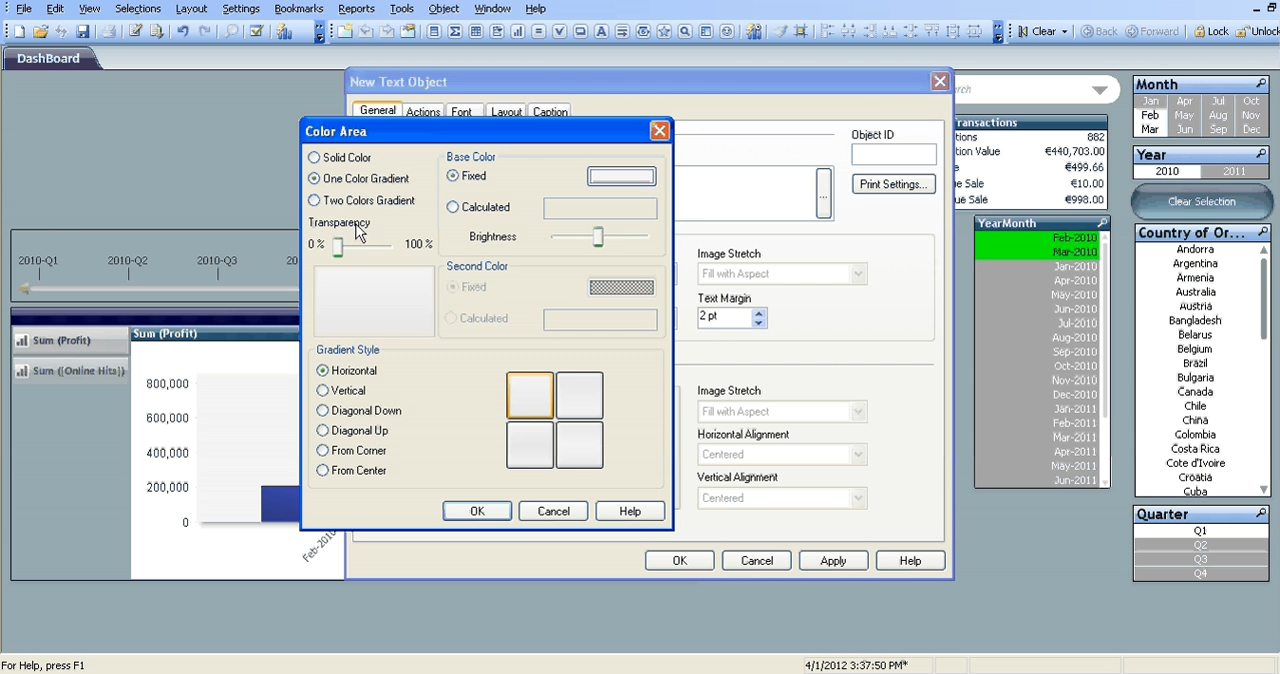 File Edit View Selections Layout Settings Bookmarks Reports Tools Object Window Help
Clear Back Forward Lock Unlock
DashBoard
New Text Object
General Actions Font Layout Caption
Color Area
Solid Color
One Color Gradient
Two Colors Gradient
Transparency
0 % 100 %
Base Color
Fixed
Calculated
Brightness
Second Color
Fixed
Calculated
Gradient Style
Horizontal
Vertical
Diagonal Down
Diagonal Up
From Corner
From Center
OK Cancel Help
Object ID
Print Settings...
...
Image Stretch
Fill with Aspect
Text Margin
2 pt
Image Stretch
Fill with Aspect
Horizontal Alignment
Centered
Vertical Alignment
Centered
OK Cancel Apply Help
2010-Q1 2010-Q2 2010-Q3 20
Sum (Profit)
Sum ([Online Hits])
Sum (Profit)
800,000
600,000
400,000
200,000
0
Feb-2010
rch
ransactions
882
ion Value €440,703.00
e €499.66
e Sale €10.00
ue Sale €998.00
YearMonth
Feb-2010
Mar-2010
Jan-2010
Apr-2010
May-2010
Jun-2010
Jul-2010
Aug-2010
Sep-2010
Oct-2010
Nov-2010
Dec-2010
Jan-2011
Feb-2011
Mar-2011
Apr-2011
May-2011
Jun-2011
Month
Jan Apr Jul Oct
Feb May Aug Nov
Mar Jun Sep Dec
Year
2010 2011
Clear Selection
Country of Or...
Andorra
Argentina
Armenia
Australia
Austria
Bangladesh
Belarus
Belgium
Brazil
Bulgaria
Canada
Chile
China
Colombia
Costa Rica
Cote d'Ivoire
Croatia
Cuba
Quarter
Q1
Q2
Q3
Q4
For Help, press F1
4/1/2012 3:37:50 PM*